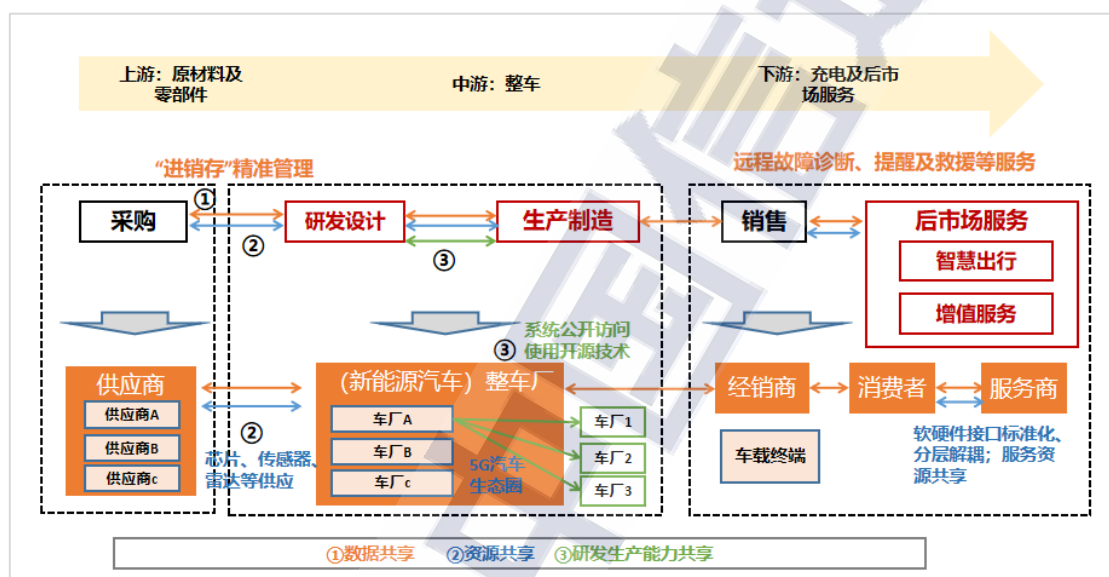 上游：原材料及
零部件
中游：整车
下游：充电及后市
场服务
“进销存”精准管理
远程故障诊断、提醒及救援等服务
采购
①
②
研发设计
③
生产制造
销售
后市场服务
智慧出行
增值服务
系统公开访问
③ 使用开源技术
供应商
供应商A
供应商B
供应商c
②
芯片、传感器、
雷达等供应
（新能源汽车）整车厂
车厂A
车厂B
车厂c
5G汽车
生态圈
车厂1
车厂2
车厂3
经销商
消费者
服务商
车载终端
软硬件接口标准化、
分层解耦；服务资
源共享
①数据共享 ②资源共享 ③研发生产能力共享
中国信通